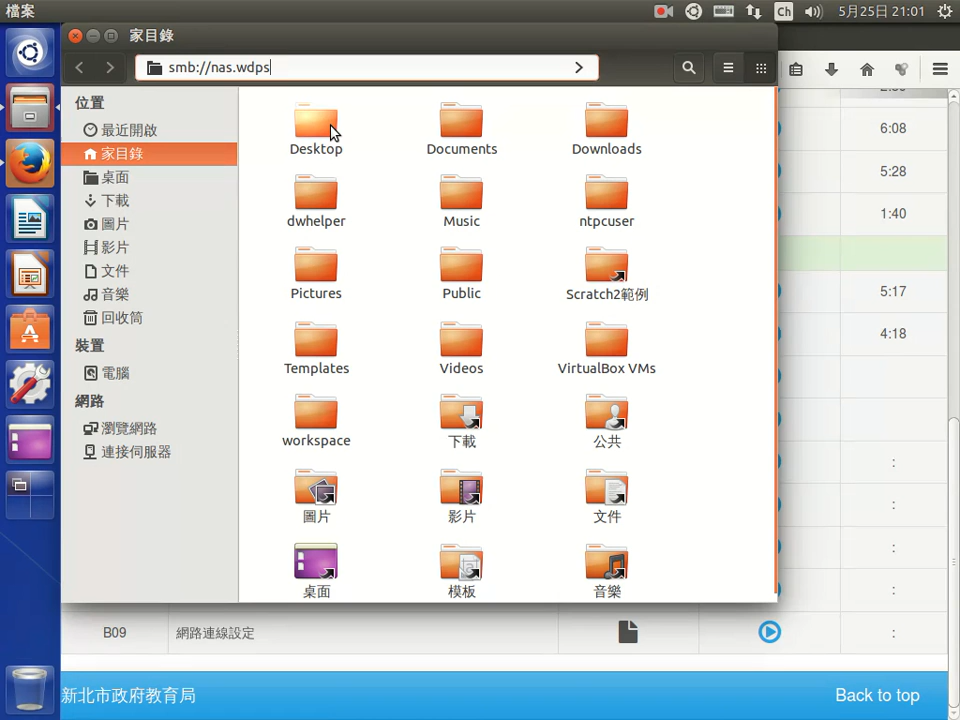 檔案
Ch
5月25日 21:01
家目錄
smb://nas.wdps
位置
最近開啟
家目錄
桌面
下載
圖片
影片
文件
音樂
回收筒
裝置
電腦
網路
瀏覽網路
連接伺服器
Desktop
Documents
Downloads
dwhelper
Music
ntpcuser
Pictures
Public
Scratch2範例
Templates
Videos
VirtualBox VMs
workspace
下載
公共
圖片
影片
文件
桌面
模板
音樂
6:08
5:28
1:40
5:17
4:18
:
:
:
:
B09 網路連線設定 :
新北市政府教育局 Back to top